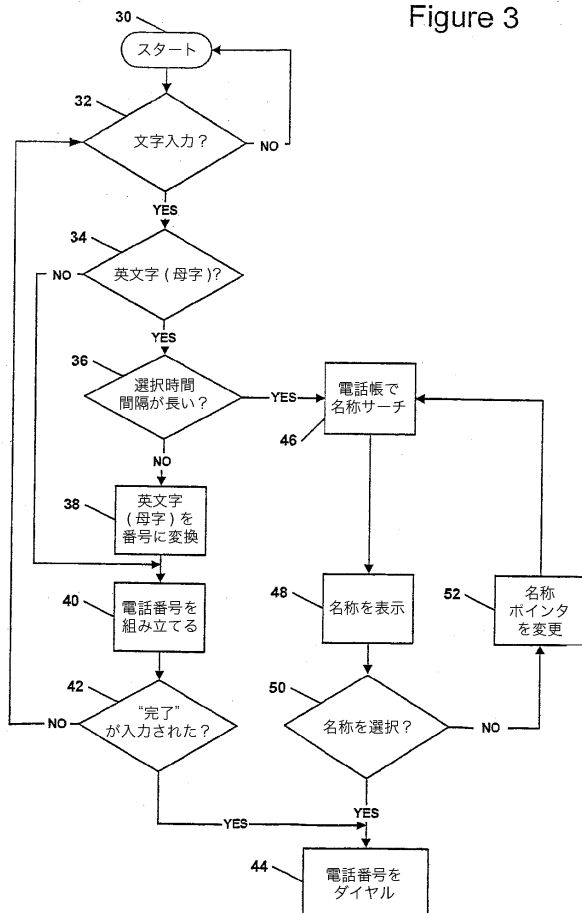 Figure 3
30
スタート
32
文字入力？
NO
YES
34
英文字 ( 母字 )?
NO
YES
36
選択時間
間隔が長い？
YES
電話帳で
名称サーチ
46
NO
38
英文字
( 母字 ) を
番号に変換
40
電話番号を
組み立てる
48
名称を表示
52
名称
ポインタ
を変更
42
“完了”
が入力された？
NO
50
名称を選択？
NO
YES
YES
44
電話番号を
ダイヤル